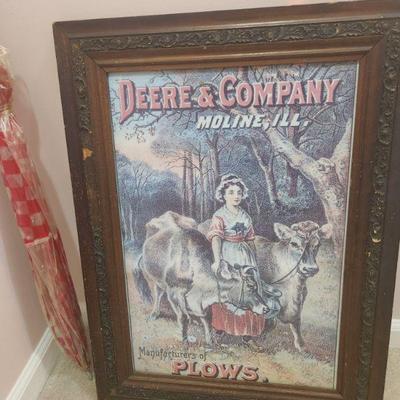 DEERE & COMPANY
MOLINE, ILL.
Manufacturers of
PLOWS.